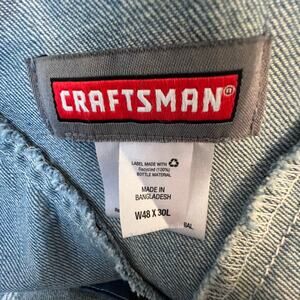 CRAFTSMAN®
LABEL MADE WITH
Recycled (100%)
BOTTLE MATERIAL
MADE IN
BANGLADESH
W48 X 30L
BAL.